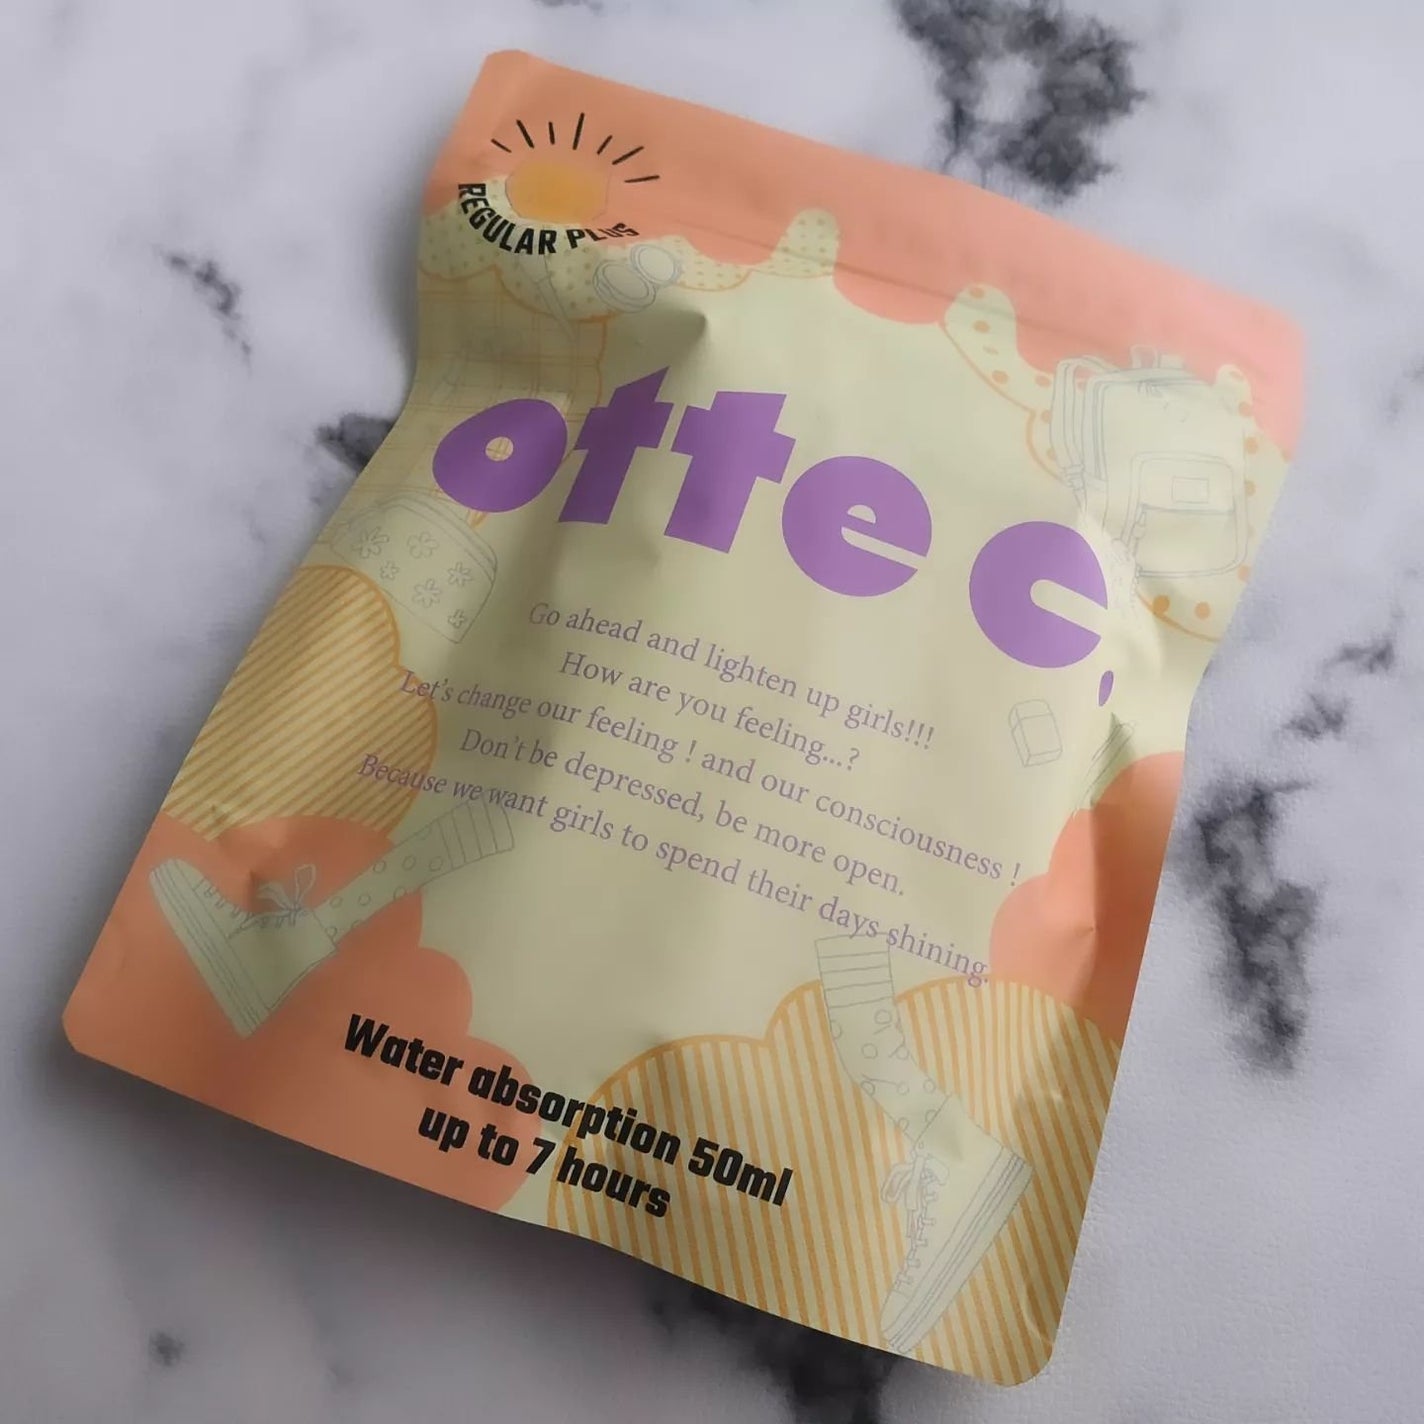 REGULAR PLUS
otte c,
Go ahead and lighten up girls!!!
How are you feeling...?
Let's change our feeling ! and our consciousness !
Don't be depressed, be more open.
Because we want girls to spend their days shining.
Water absorption 50ml
up to 7 hours